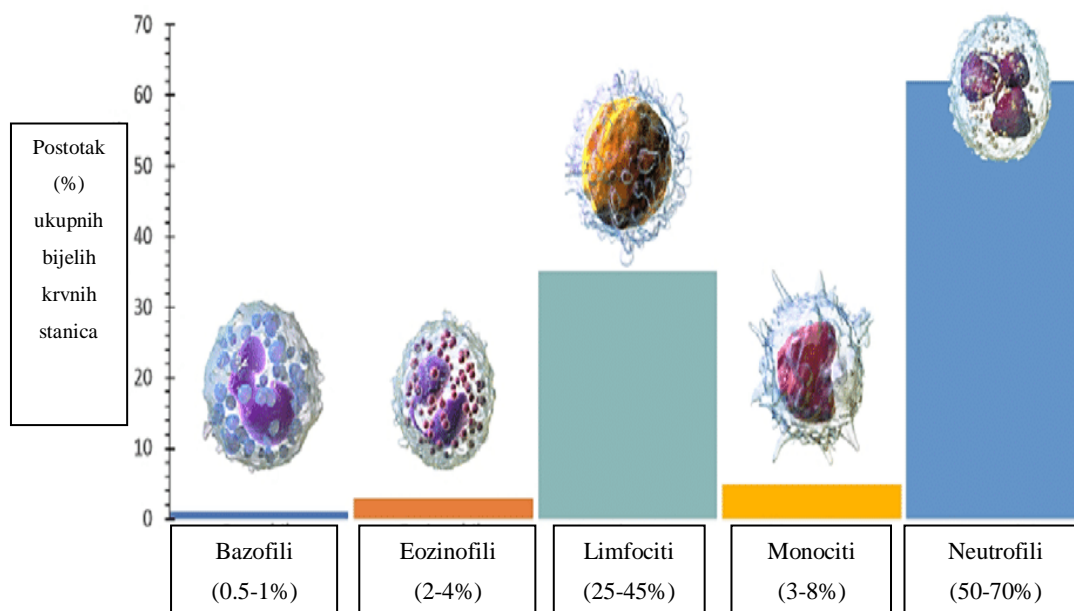 70
60
50
40
30
20
10
0
Postotak
(%)
ukupnih
bijelih
krvnih
stanica
Bazofili
(0.5-1%)
Eozinofili
(2-4%)
Limfociti
(25-45%)
Monociti
(3-8%)
Neutrofili
(50-70%)